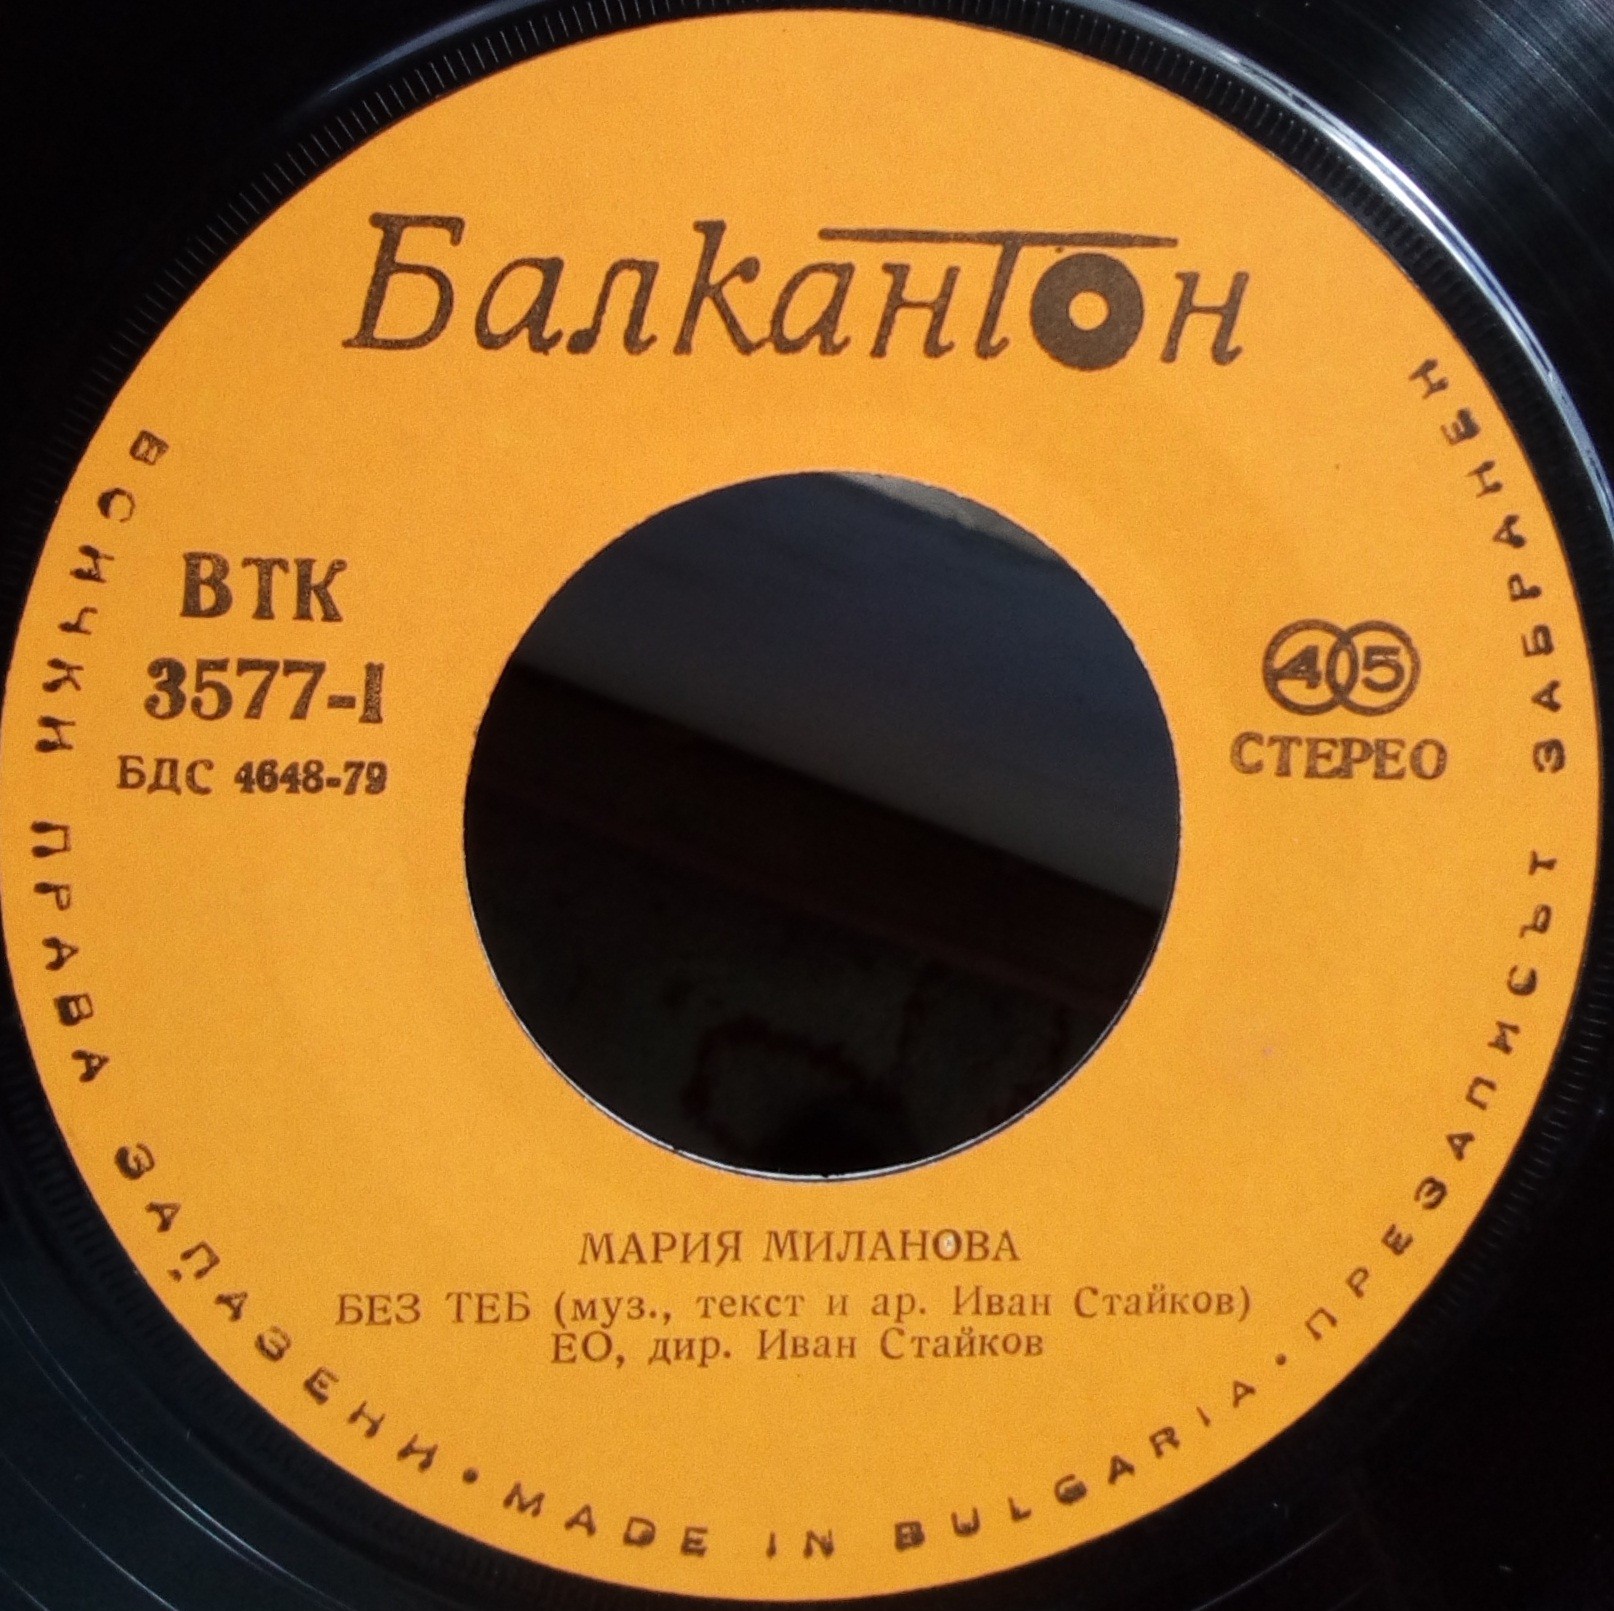 Балкантон
ВТК
3577-1
БДС 4648-79
45
СТЕРЕО
МАРИЯ МИЛАНОВА
БЕЗ ТЕБ (муз., текст и ар. Иван Стайков)
ЕО, дир. Иван Стайков
ВСИЧКИ ПРАВА ЗАПАЗЕНИ • MADE IN BULGARIA • ПРЕЗАПИСЪТ ЗАБРАНЕН